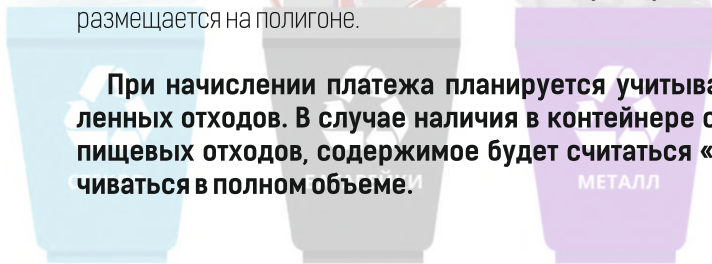 размещается на полигоне.
При начислении платежа планируется учитыва
ленных отходов. В случае наличия в контейнере о
пищевых отходов, содержимое будет считаться «
чиваться в полном объеме.
МЕТАЛЛ